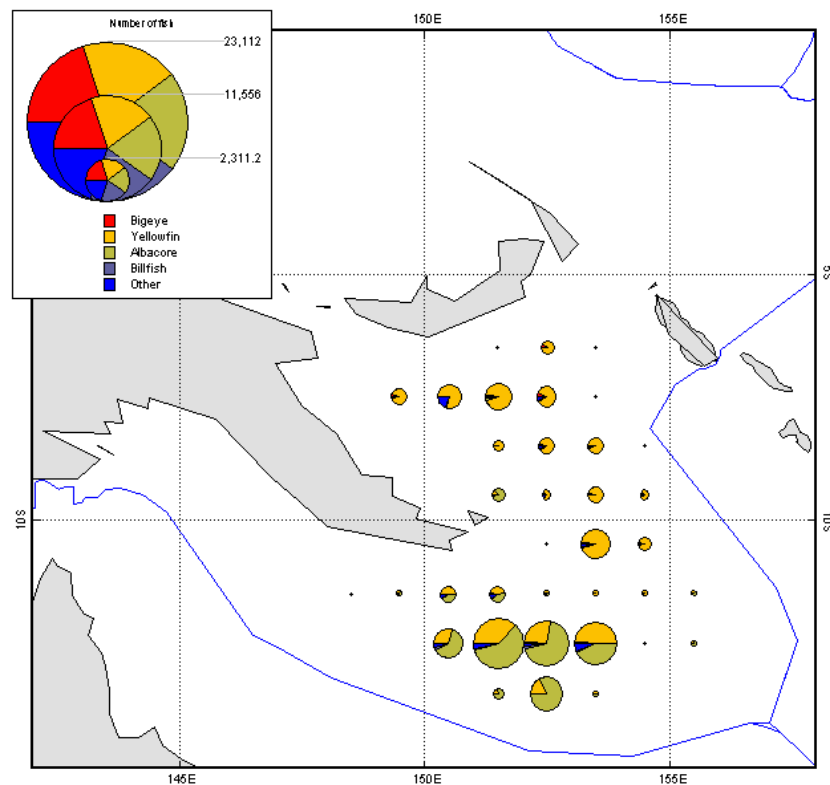 Number of fish
23,112
11,556
2,311.2
Bigeye
Yellowfin
Albacore
Billfish
Other
150E
155E
10S
145E
150E
155E